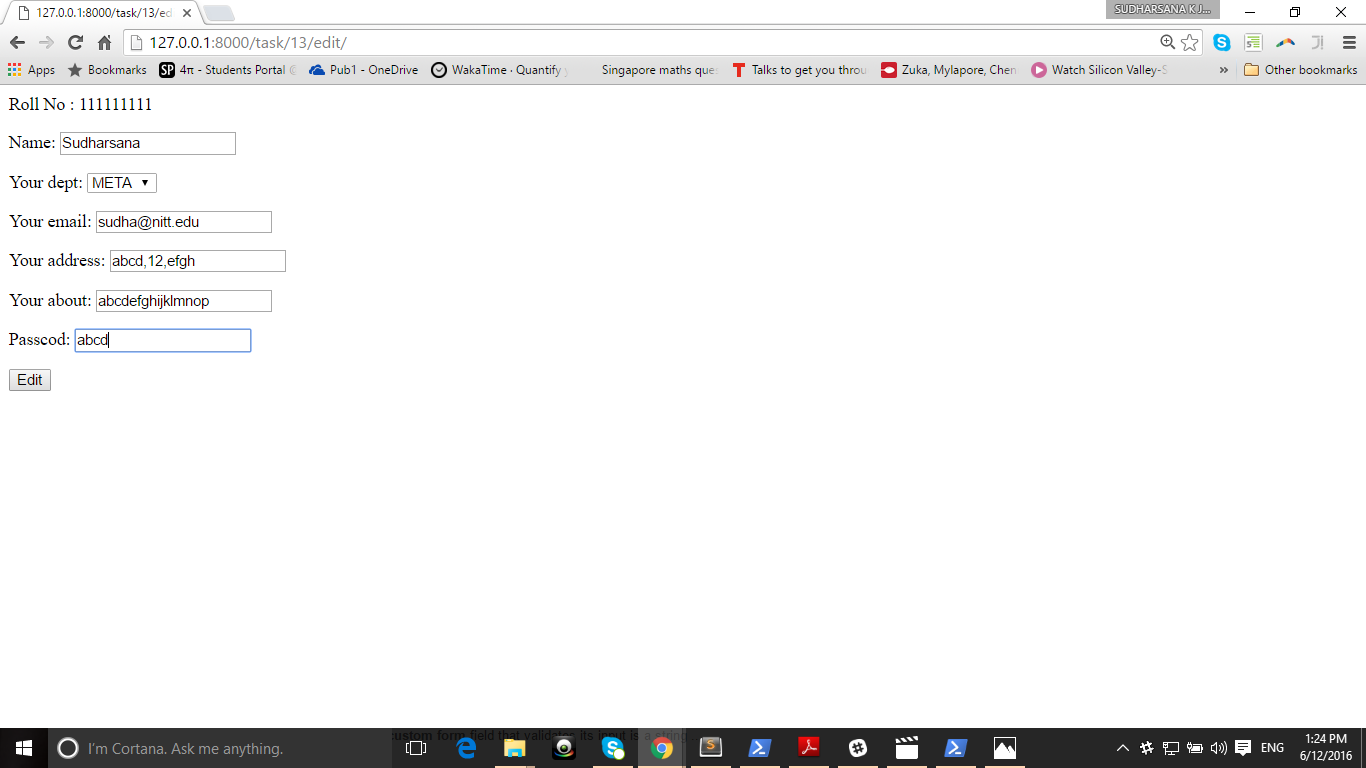 127.0.0.1:8000/task/13/ed
SUDHARSANA K J...
127.0.0.1:8000/task/13/edit/
Apps Bookmarks SP 4π - Students Portal Pub1 - OneDrive WakaTime · Quantify Singapore maths que T Talks to get you throu Zuka, Mylapore, Chen Watch Silicon Valley-S » Other bookmarks
Roll No : 111111111
Name: Sudharsana
Your dept: META
Your email: sudha@nitt.edu
Your address: abcd,12,efgh
Your about: abcdefghijklmnop
Passcod: abcd
Edit
custom form field that validates its input is a string
I'm Cortana. Ask me anything.
ENG
1:24 PM
6/12/2016